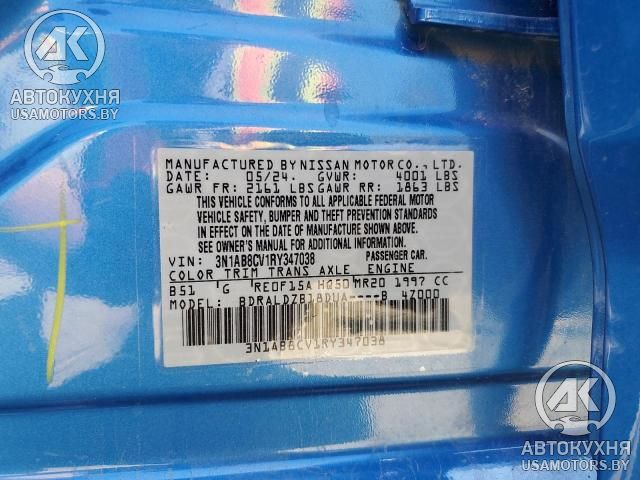 AK
АВТОКУХНЯ
USAMOTORS.BY
MANUFACTURED BY NISSAN MOTOR CO., LTD.
DATE: 05/24. GVWR: 4001 LBS
GAWR FR: 2161 LBS GAWR RR: 1863 LBS
THIS VEHICLE CONFORMS TO ALL APPLICABLE FEDERAL MOTOR
VEHICLE SAFETY, BUMPER AND THEFT PREVENTION STANDARDS
IN EFFECT ON THE DATE OF MANUFACTURE SHOWN ABOVE.
SEE OWNER'S MANUAL FOR ADDITIONAL INFORMATION.
VIN: 3N1AB8CV1RY347038 PASSENGER CAR.
COLOR TRIM TRANS AXLE ENGINE
B51 'G RE0F15A HQ50 MR20 1997 CC
MODEL: BDRALDZB18DUA----B 47000
3N1AB8CV1RY347038
AK
АВТОКУХНЯ
USAMOTORS.BY